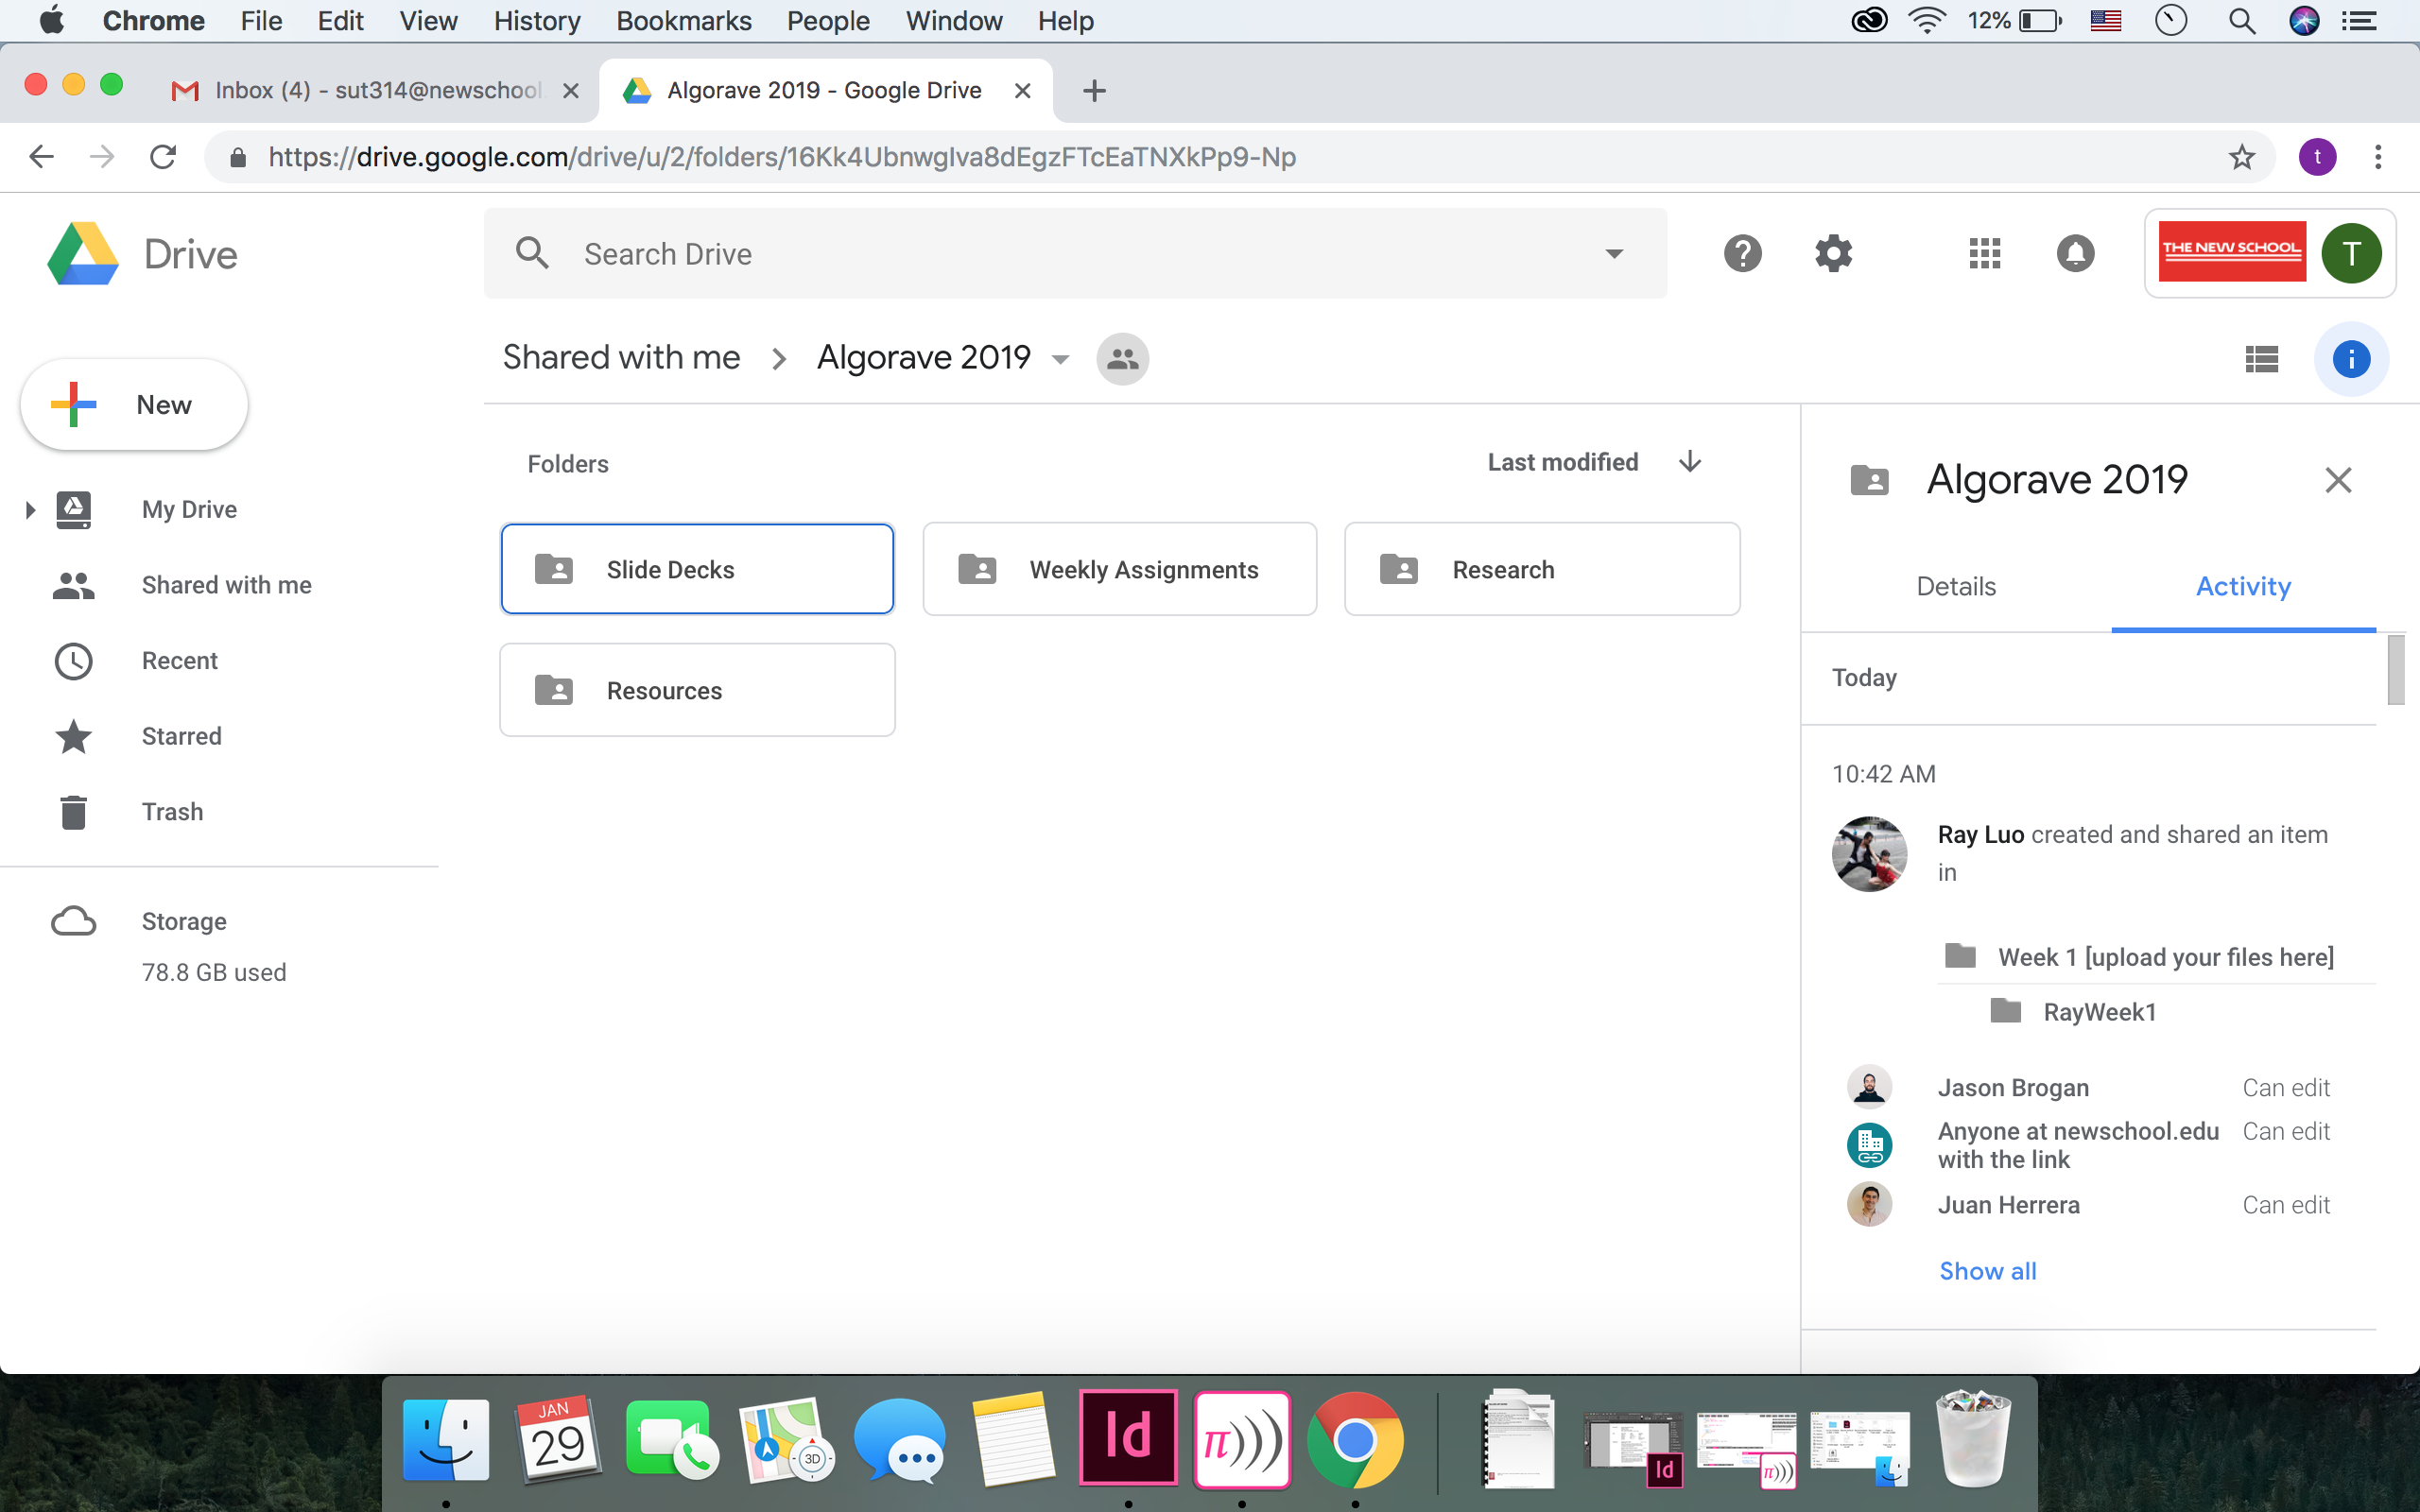 Chrome File Edit View History Bookmarks People Window Help 12%
Inbox (4) - sut314@newschool
Algorave 2019 - Google Drive
https://drive.google.com/drive/u/2/folders/16Kk4UbnwgIva8dEgzFTcEaTNXkPp9-Np
t
Drive
Search Drive
THE NEW SCHOOL
T
Shared with me
Algorave 2019
New
My Drive
Shared with me
Recent
Starred
Trash
Storage
78.8 GB used
Folders
Last modified
Slide Decks
Weekly Assignments
Research
Resources
Algorave 2019
Details
Activity
Today
10:42 AM
Ray Luo created and shared an item
in
Week 1 [upload your files here]
RayWeek1
Jason Brogan Can edit
Anyone at newschool.edu Can edit
with the link
Juan Herrera Can edit
Show all
JAN
29
3D
Id
π)))
Id
π)))